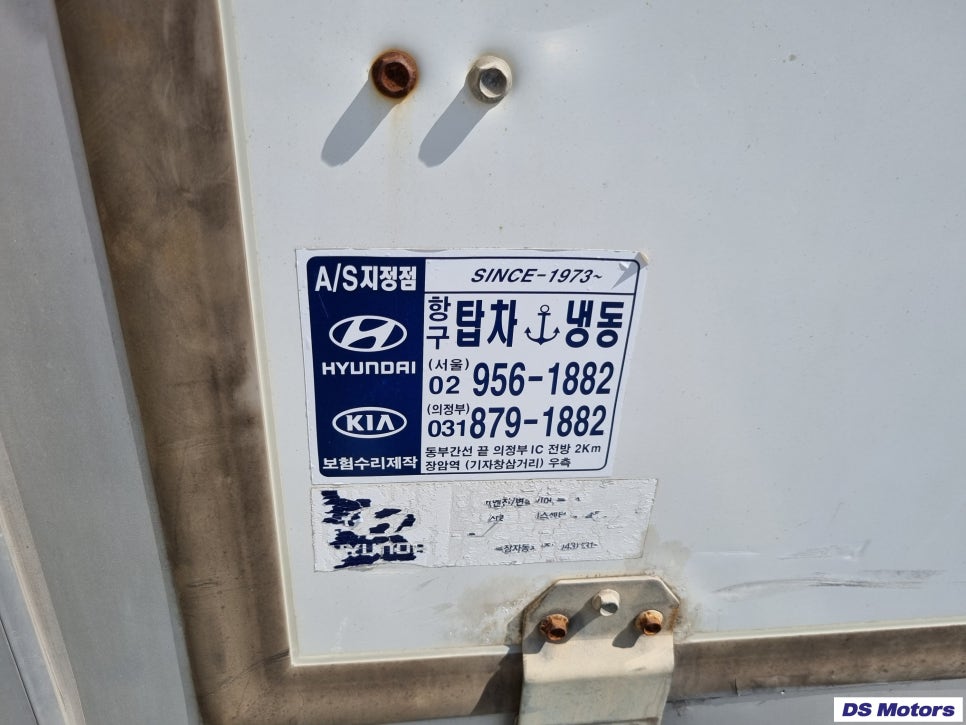 A/S지정점
SINCE-1973~
항구 탑차 냉동
HYUNDAI
(서울)
02 956-1882
KIA
(의정부)
031 879-1882
보험수리제작
동부간선 끝 의정부 IC 전방 2Km
장암역 (기자창삼거리) 우측
HYUNDAI
DS Motors